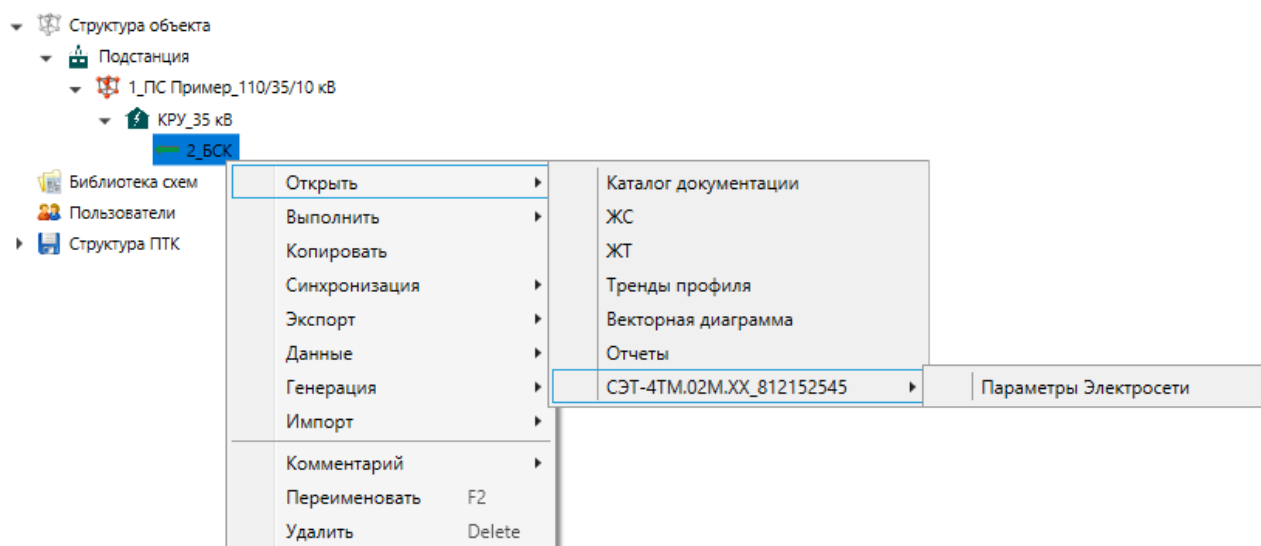 Структура объекта
Подстанция
1_ПС Пример_110/35/10 кВ
КРУ_35 кВ
2_БСК
Библиотека схем
Пользователи
Структура ПТК
Открыть
Выполнить
Копировать
Синхронизация
Экспорт
Данные
Генерация
Импорт
Комментарий
Переименовать F2
Удалить Delete
Каталог документации
ЖС
ЖТ
Тренды профиля
Векторная диаграмма
Отчеты
СЭТ-4ТМ.02М.XX_812152545
Параметры Электросети